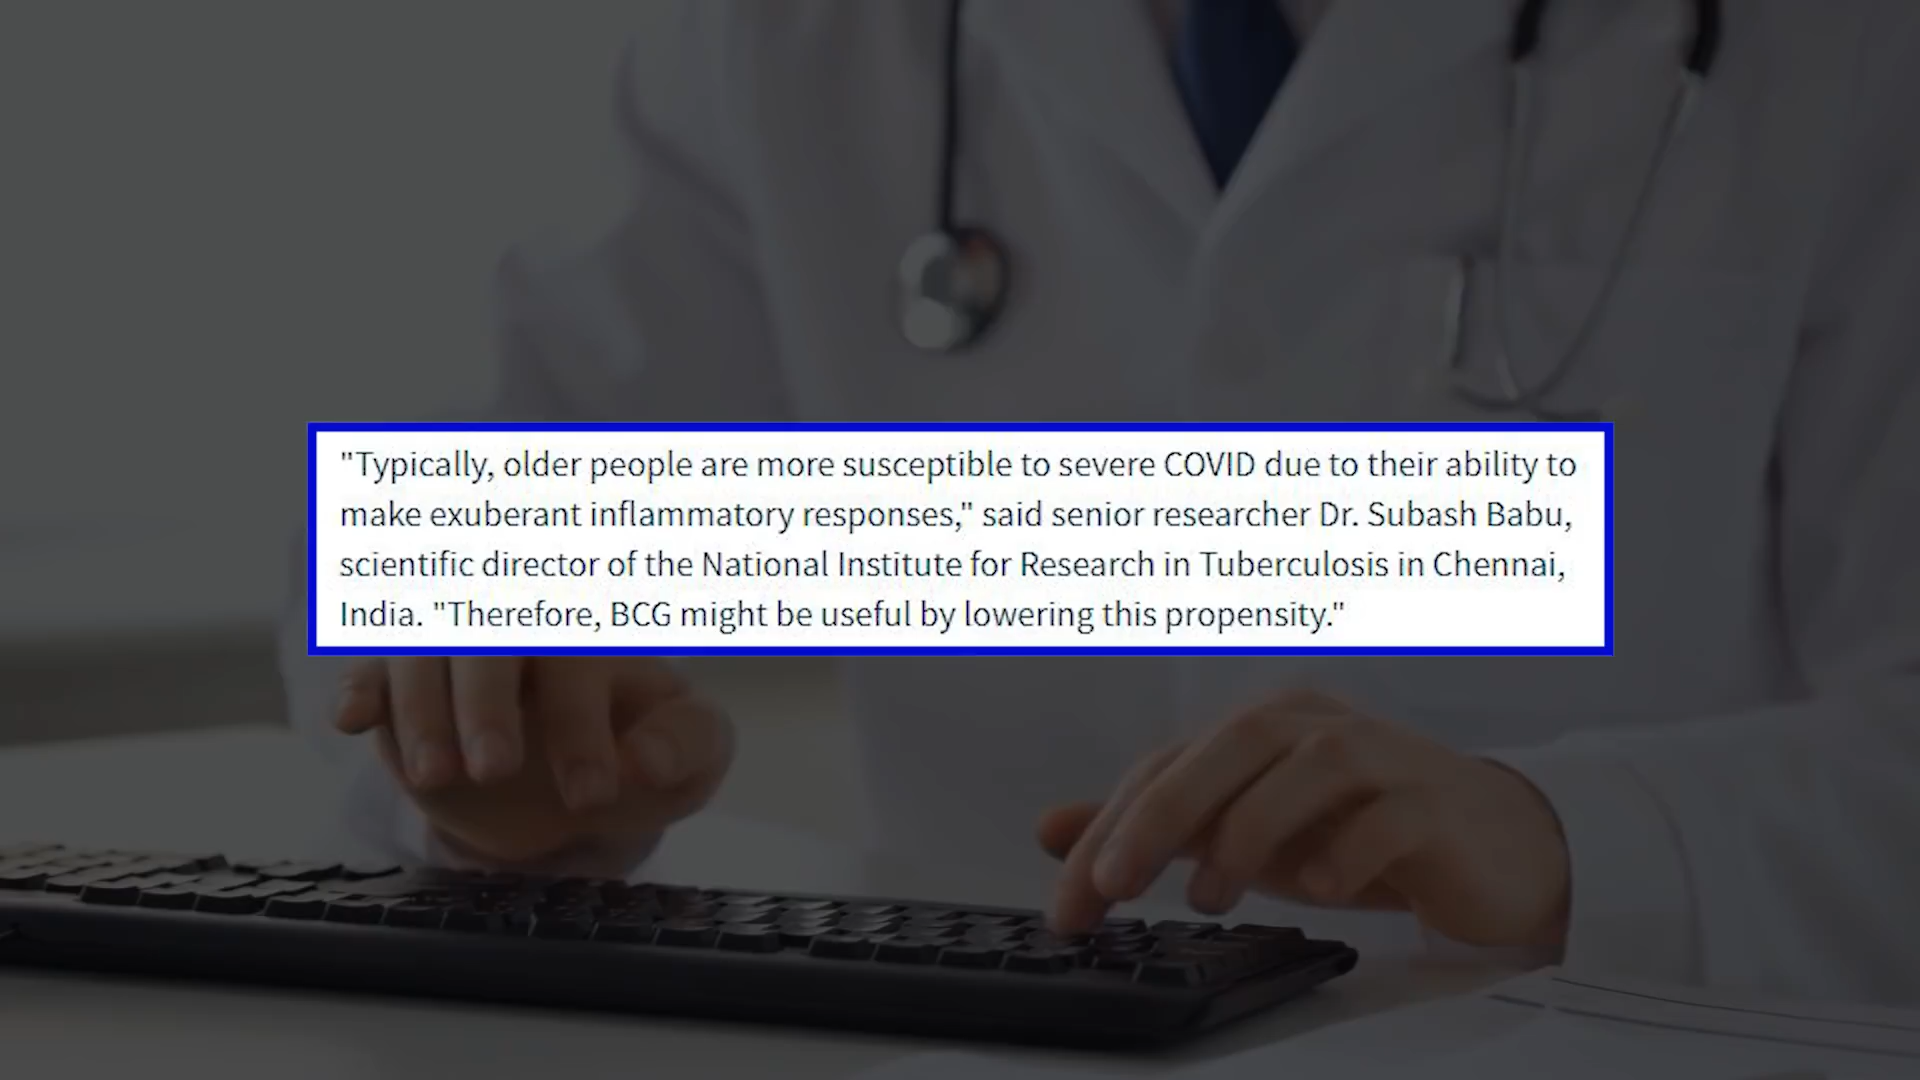 "Typically, older people are more susceptible to severe COVID due to their ability to
make exuberant inflammatory responses," said senior researcher Dr. Subash Babu,
scientific director of the National Institute for Research in Tuberculosis in Chennai,
India. "Therefore, BCG might be useful by lowering this propensity."